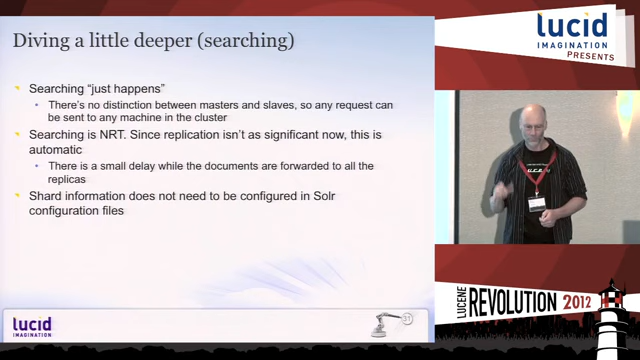 Diving a little deeper (searching)
Searching “just happens”
There’s no distinction between masters and slaves, so any request can
be sent to any machine in the cluster
Searching is NRT. Since replication isn’t as significant now, this is
automatic
There is a small delay while the documents are forwarded to all the
replicas
Shard information does not need to be configured in Solr
configuration files
lucid
IMAGINATION
31
lucid
IMAGINATION
PRESENTS
LUCENE
REVOLUTION 2012